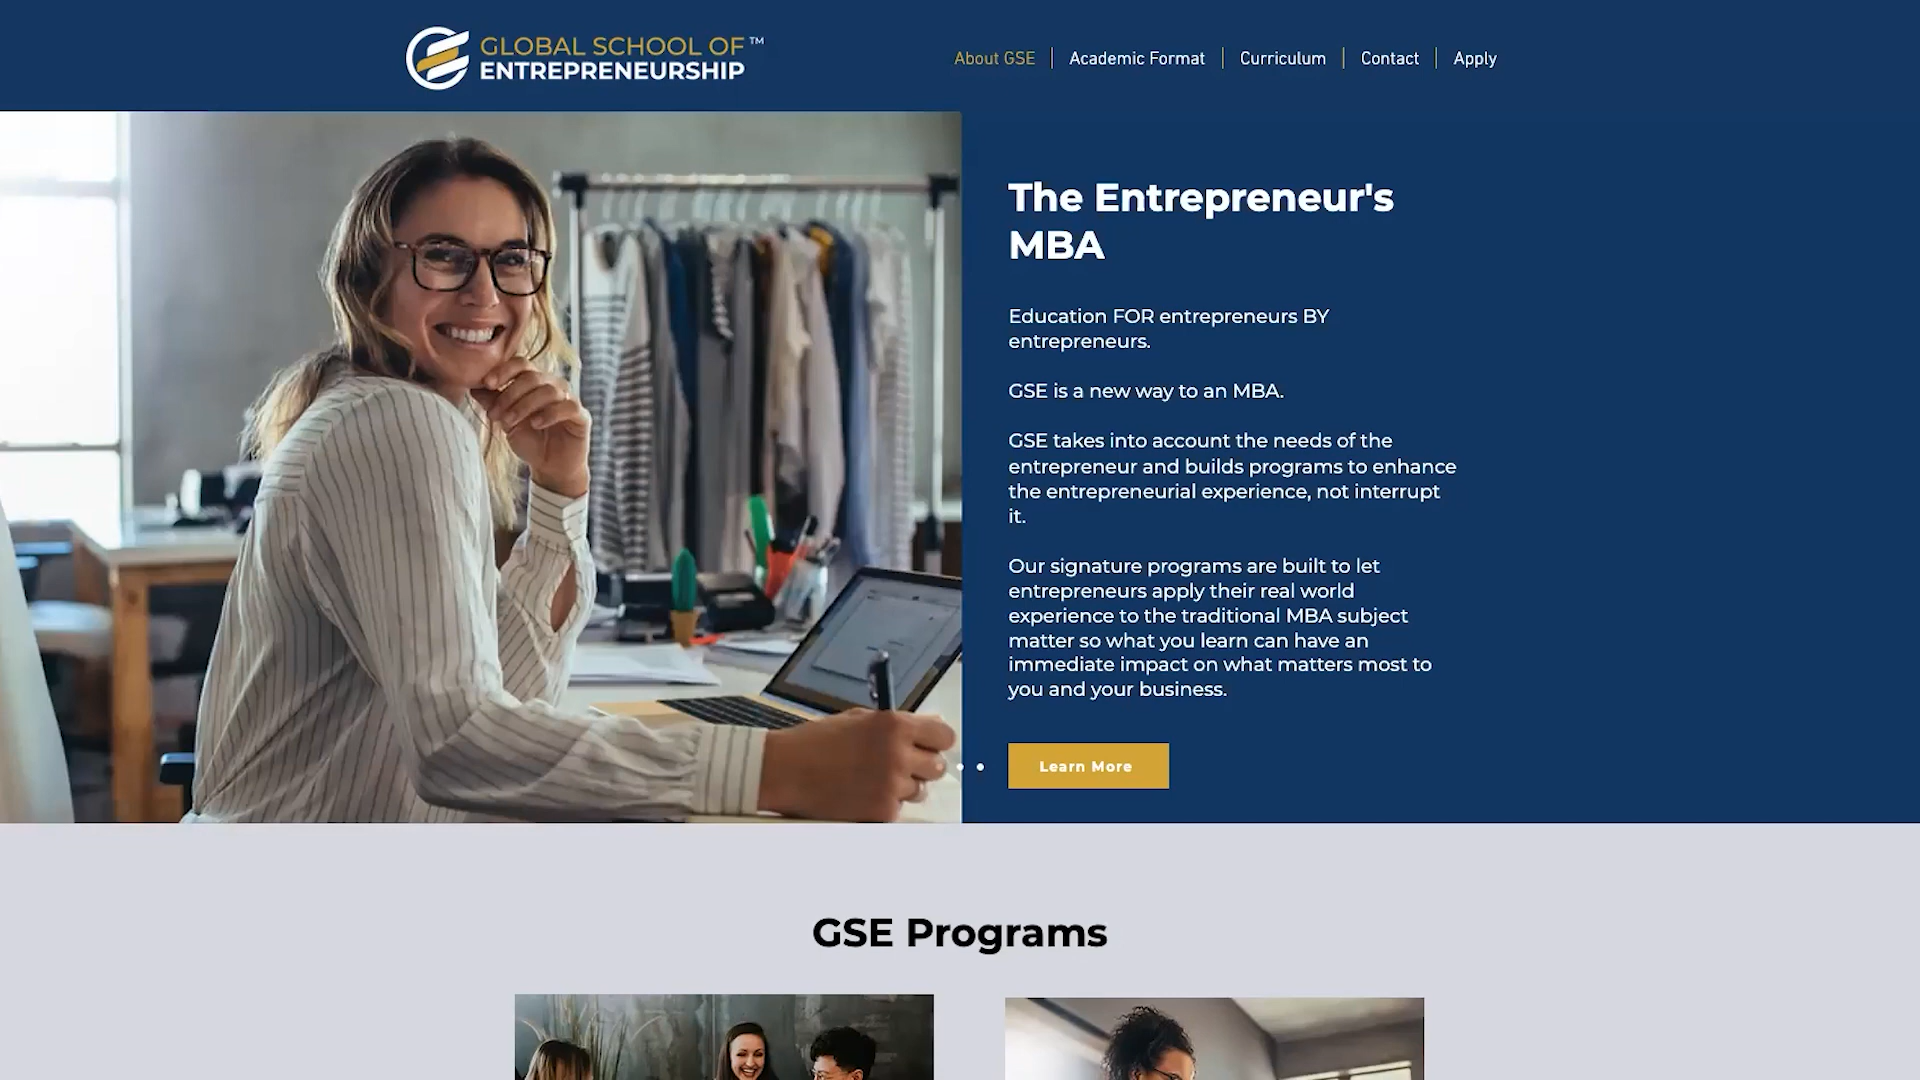 GLOBAL SCHOOL OF™
ENTREPRENEURSHIP
About GSE
Academic Format
Curriculum
Contact
Apply
The Entrepreneur's
MBA
Education FOR entrepreneurs BY
entrepreneurs.
GSE is a new way to an MBA.
GSE takes into account the needs of the
entrepreneur and builds programs to enhance
the entrepreneurial experience, not interrupt
it.
Our signature programs are built to let
entrepreneurs apply their real world
experience to the traditional MBA subject
matter so what you learn can have an
immediate impact on what matters most to
you and your business.
Learn More
GSE Programs